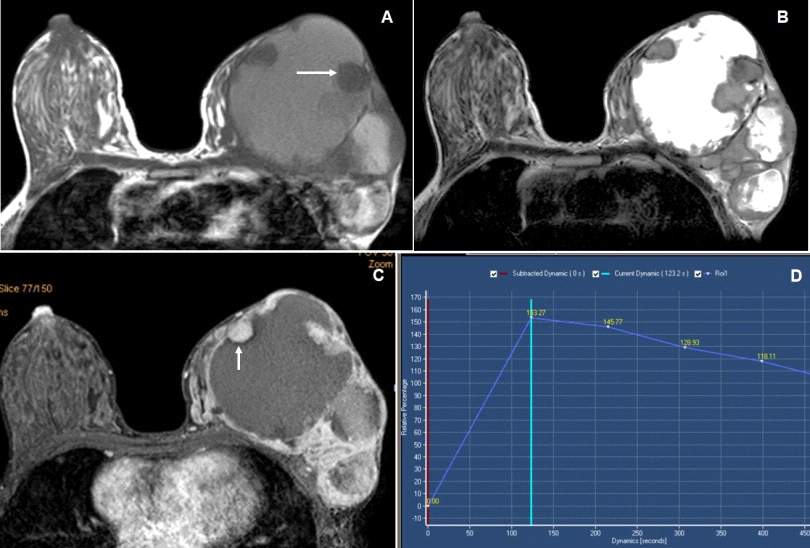 A
B
Zoom
C
Slice 77/150
ns
Subtracted Dynamic ( 0 s )
Current Dynamic ( 123.2 s )
Roi1
D
170
160
150
140
130
120
110
100
90
80
70
60
50
40
30
20
10
0
-10
Relative Percentage
0.00
153.27
145.77
128.93
118.11
0
50
100
150
200
250
300
350
400
450
Dynamics [seconds]